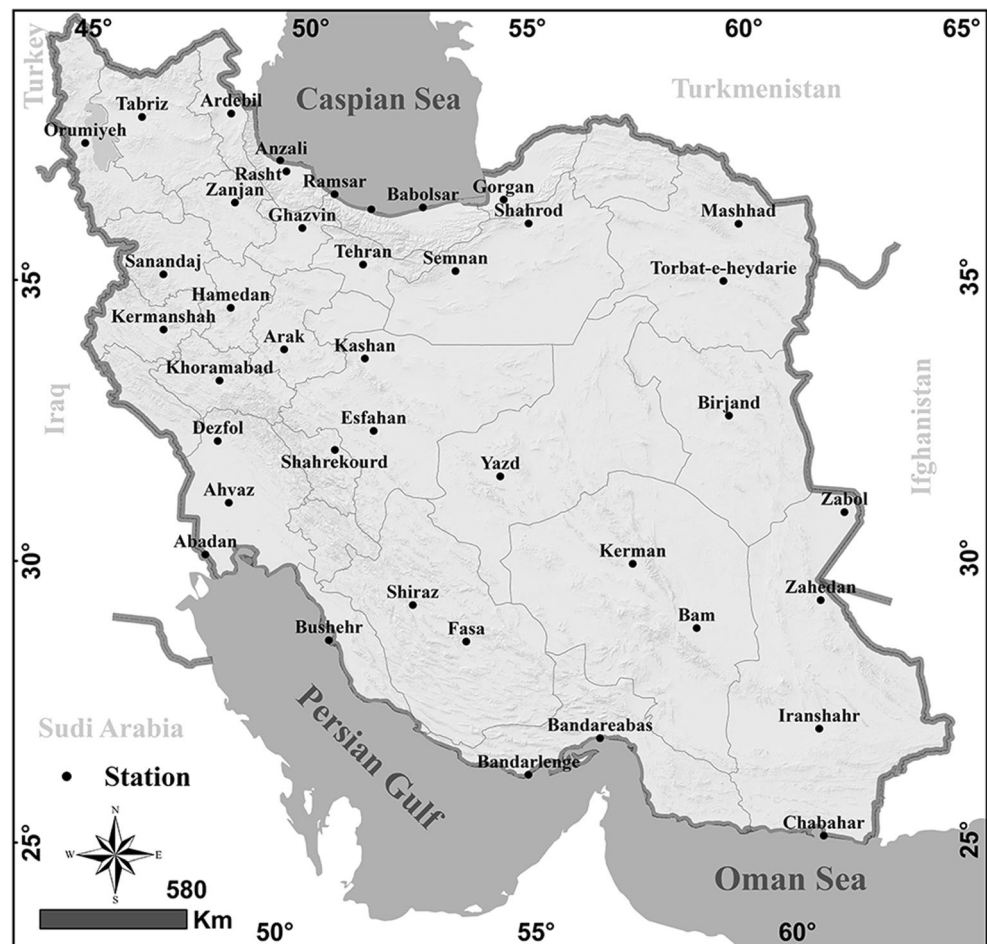 45° 50° 55° 60° 65°
Turkey
Caspian Sea
Turkmenistan
Tabriz
Ardebil
Orumiyeh
Anzali
Rasht
Zanjan
Ramsar
Babolsar
Gorgan
Ghazvin
Shahrod
Mashhad
Tehran
Semnan
Sanandaj
Torbat-e-heydarie
35°
35°
Hamedan
Kermanshah
Arak
Kashan
Khoramabad
Iraq
Ifghanistan
Birjand
Dezfol
Esfahan
Shahrekourd
Yazd
Ahvaz
Zabol
Abadan
Kerman
30°
30°
Shiraz
Zahedan
Bushehr
Fasa
Bam
Persian Gulf
Sudi Arabia
Iranshahr
Bandareabas
Bandarlenge
Station
Chabahar
N
W E
S
25°
25°
Oman Sea
580
Km
50° 55° 60°